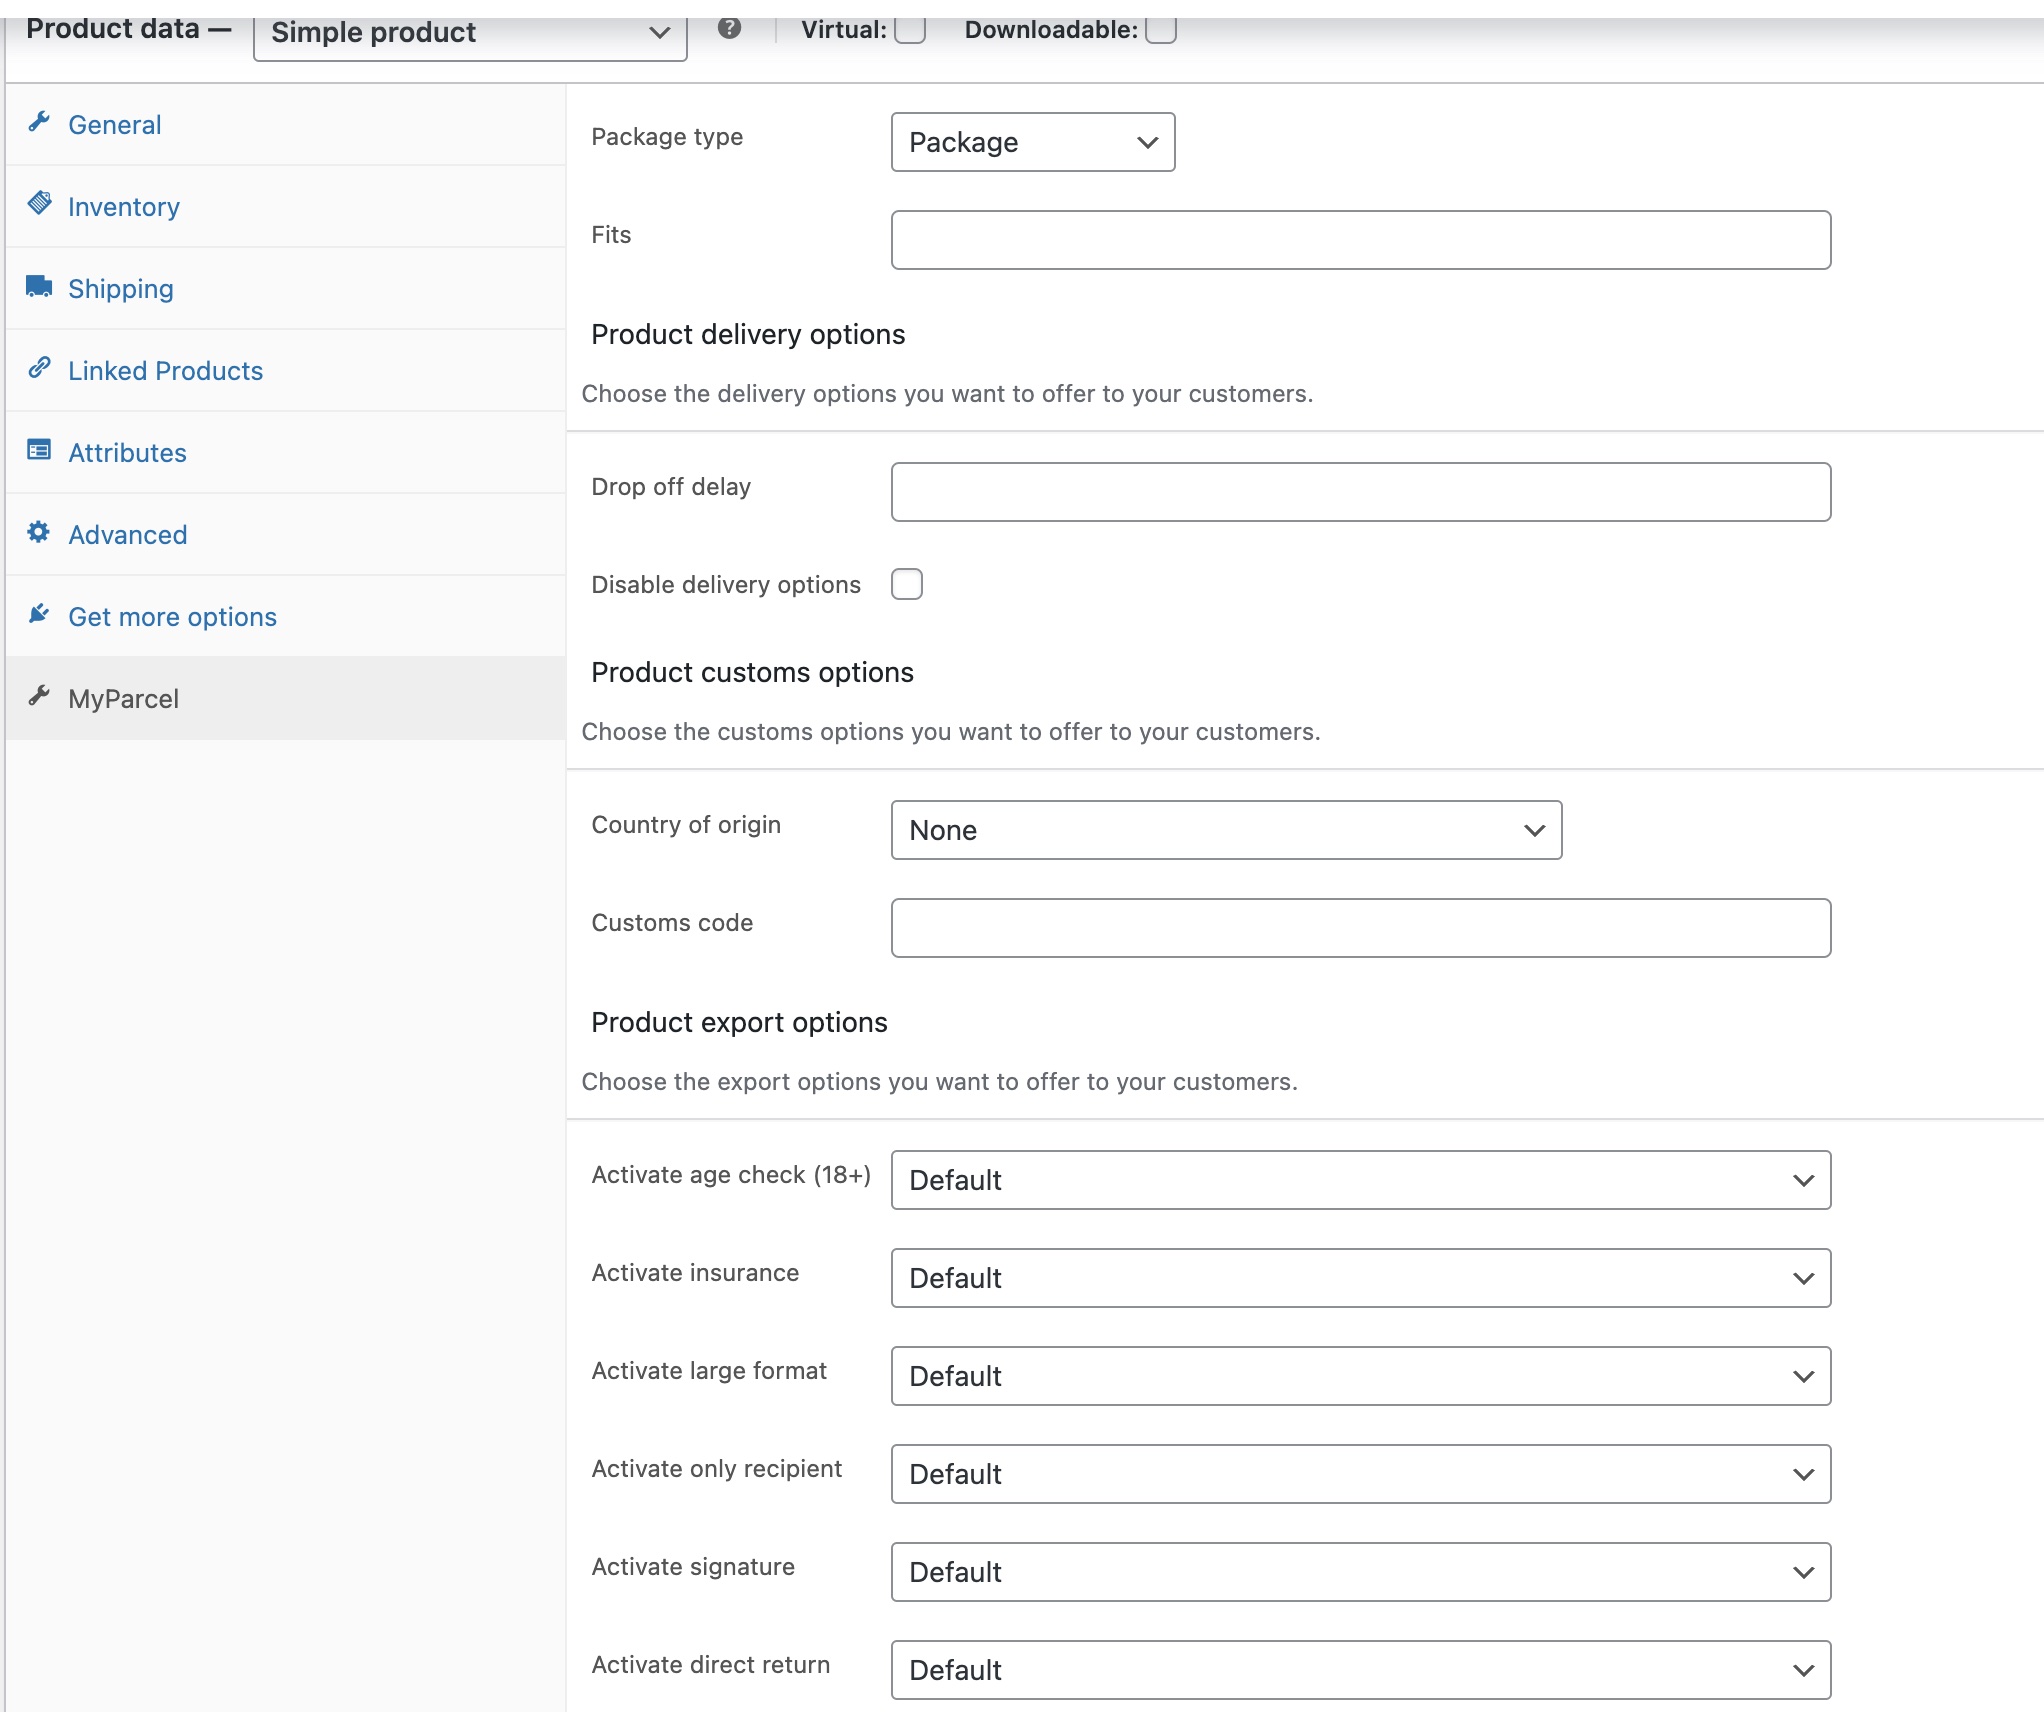 Product data — Simple product ? Virtual: Downloadable:
General
Inventory
Shipping
Linked Products
Attributes
Advanced
Get more options
MyParcel
Package type Package
Fits
Product delivery options
Choose the delivery options you want to offer to your customers.
Drop off delay
Disable delivery options
Product customs options
Choose the customs options you want to offer to your customers.
Country of origin None
Customs code
Product export options
Choose the export options you want to offer to your customers.
Activate age check (18+) Default
Activate insurance Default
Activate large format Default
Activate only recipient Default
Activate signature Default
Activate direct return Default